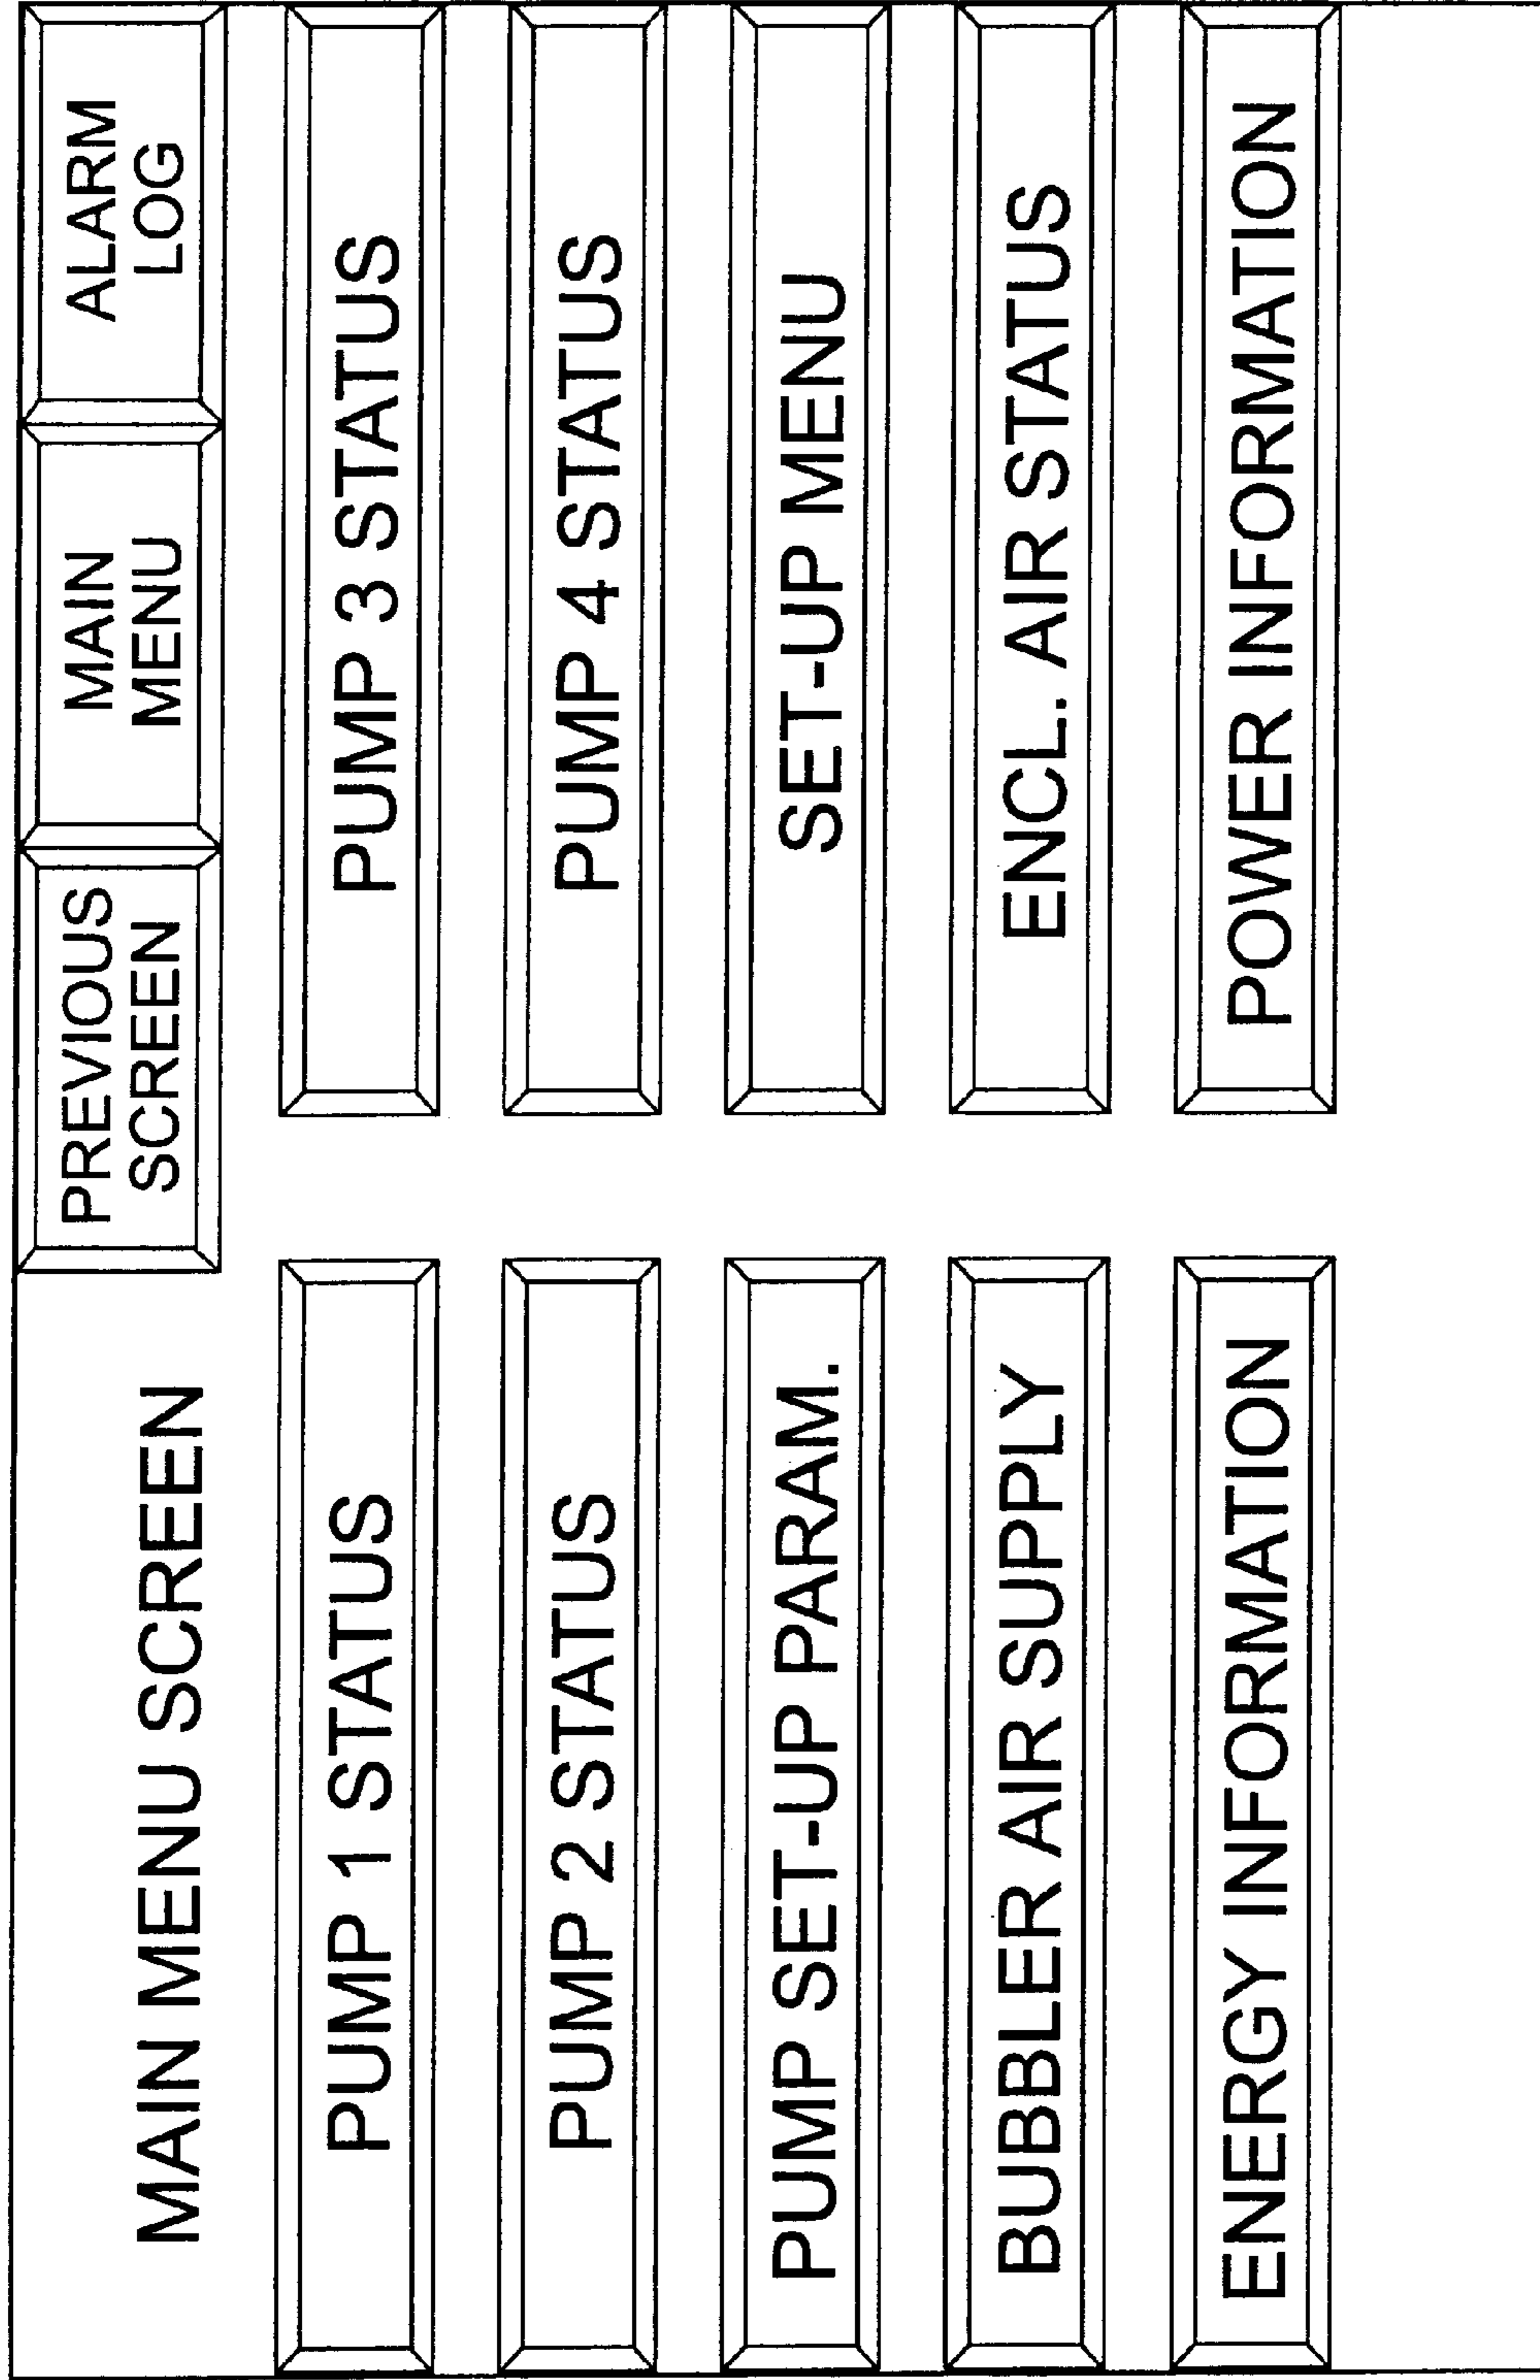 MAIN MENU SCREEN
PREVIOUS
SCREEN
MAIN
MENU
ALARM
LOG
PUMP 1 STATUS
PUMP 3 STATUS
PUMP 2 STATUS
PUMP 4 STATUS
PUMP SET-UP PARAM.
SET-UP MENU
BUBBLER AIR SUPPLY
ENCL. AIR STATUS
ENERGY INFORMATION
POWER INFORMATION